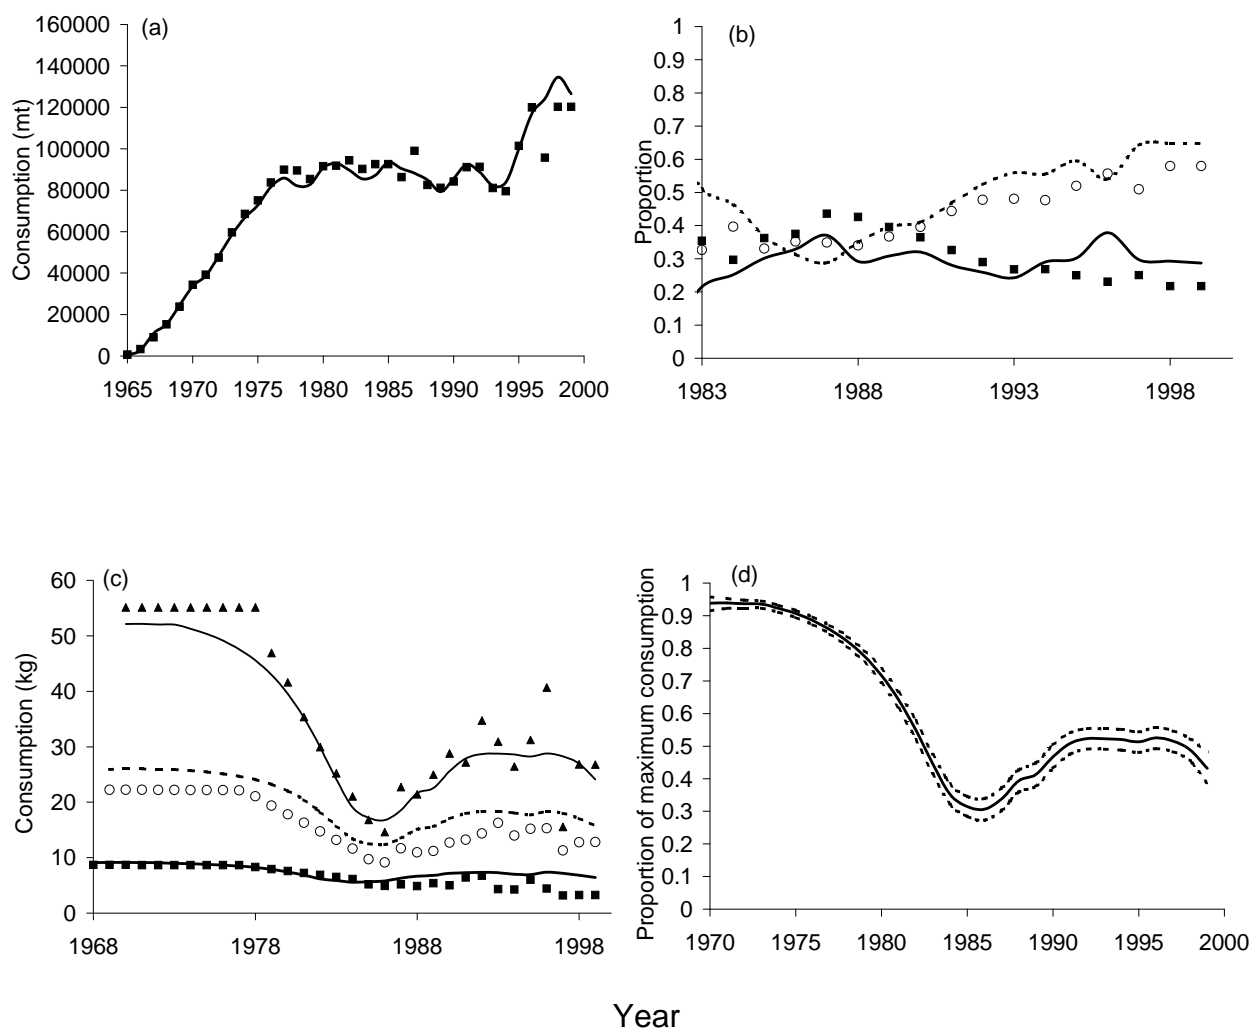 (a)
Consumption (mt)
160000
140000
120000
100000
80000
60000
40000
20000
0
1965 1970 1975 1980 1985 1990 1995 2000
(b)
Proportion
1
0.9
0.8
0.7
0.6
0.5
0.4
0.3
0.2
0.1
0
1983 1988 1993 1998
(c)
Consumption (kg)
60
50
40
30
20
10
0
1968 1978 1988 1998
(d)
Proportion of maximum consumption
1
0.9
0.8
0.7
0.6
0.5
0.4
0.3
0.2
0.1
0
1970 1975 1980 1985 1990 1995 2000
Year